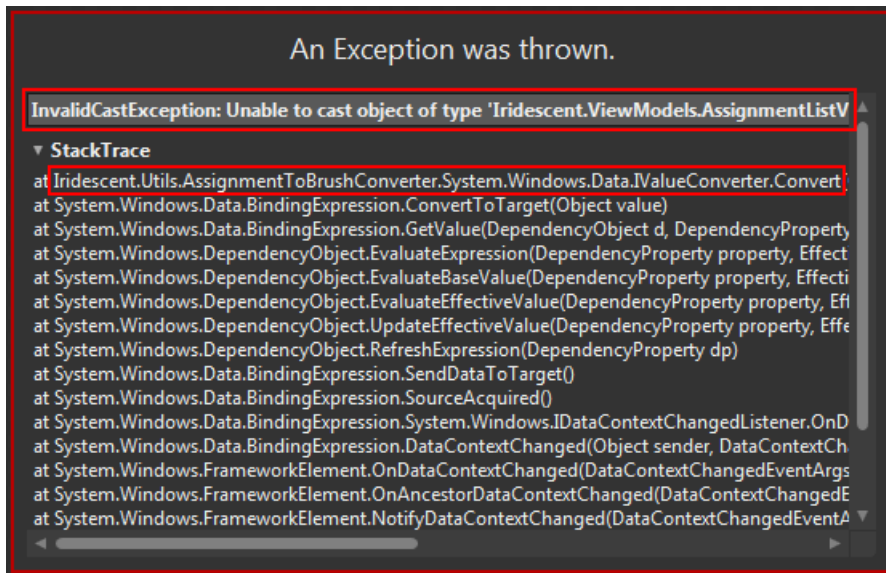 An Exception was thrown.
InvalidCastException: Unable to cast object of type 'Iridescent.ViewModels.AssignmentListV
StackTrace
at Iridescent.Utils.AssignmentToBrushConverter.System.Windows.Data.IValueConverter.Convert(
at System.Windows.Data.BindingExpression.ConvertToTarget(Object value)
at System.Windows.Data.BindingExpression.GetValue(DependencyObject d, DependencyProperty
at System.Windows.DependencyObject.EvaluateExpression(DependencyProperty property, Effect
at System.Windows.DependencyObject.EvaluateBaseValue(DependencyProperty property, Effecti
at System.Windows.DependencyObject.EvaluateEffectiveValue(DependencyProperty property, Eff
at System.Windows.DependencyObject.UpdateEffectiveValue(DependencyProperty property, Effe
at System.Windows.DependencyObject.RefreshExpression(DependencyProperty dp)
at System.Windows.Data.BindingExpression.SendDataToTarget()
at System.Windows.Data.BindingExpression.SourceAcquired()
at System.Windows.Data.BindingExpression.System.Windows.IDataContextChangedListener.OnD
at System.Windows.Data.BindingExpression.DataContextChanged(Object sender, DataContextCh
at System.Windows.FrameworkElement.OnDataContextChanged(DataContextChangedEventArgs
at System.Windows.FrameworkElement.OnAncestorDataContextChanged(DataContextChangedE
at System.Windows.FrameworkElement.NotifyDataContextChanged(DataContextChangedEventA